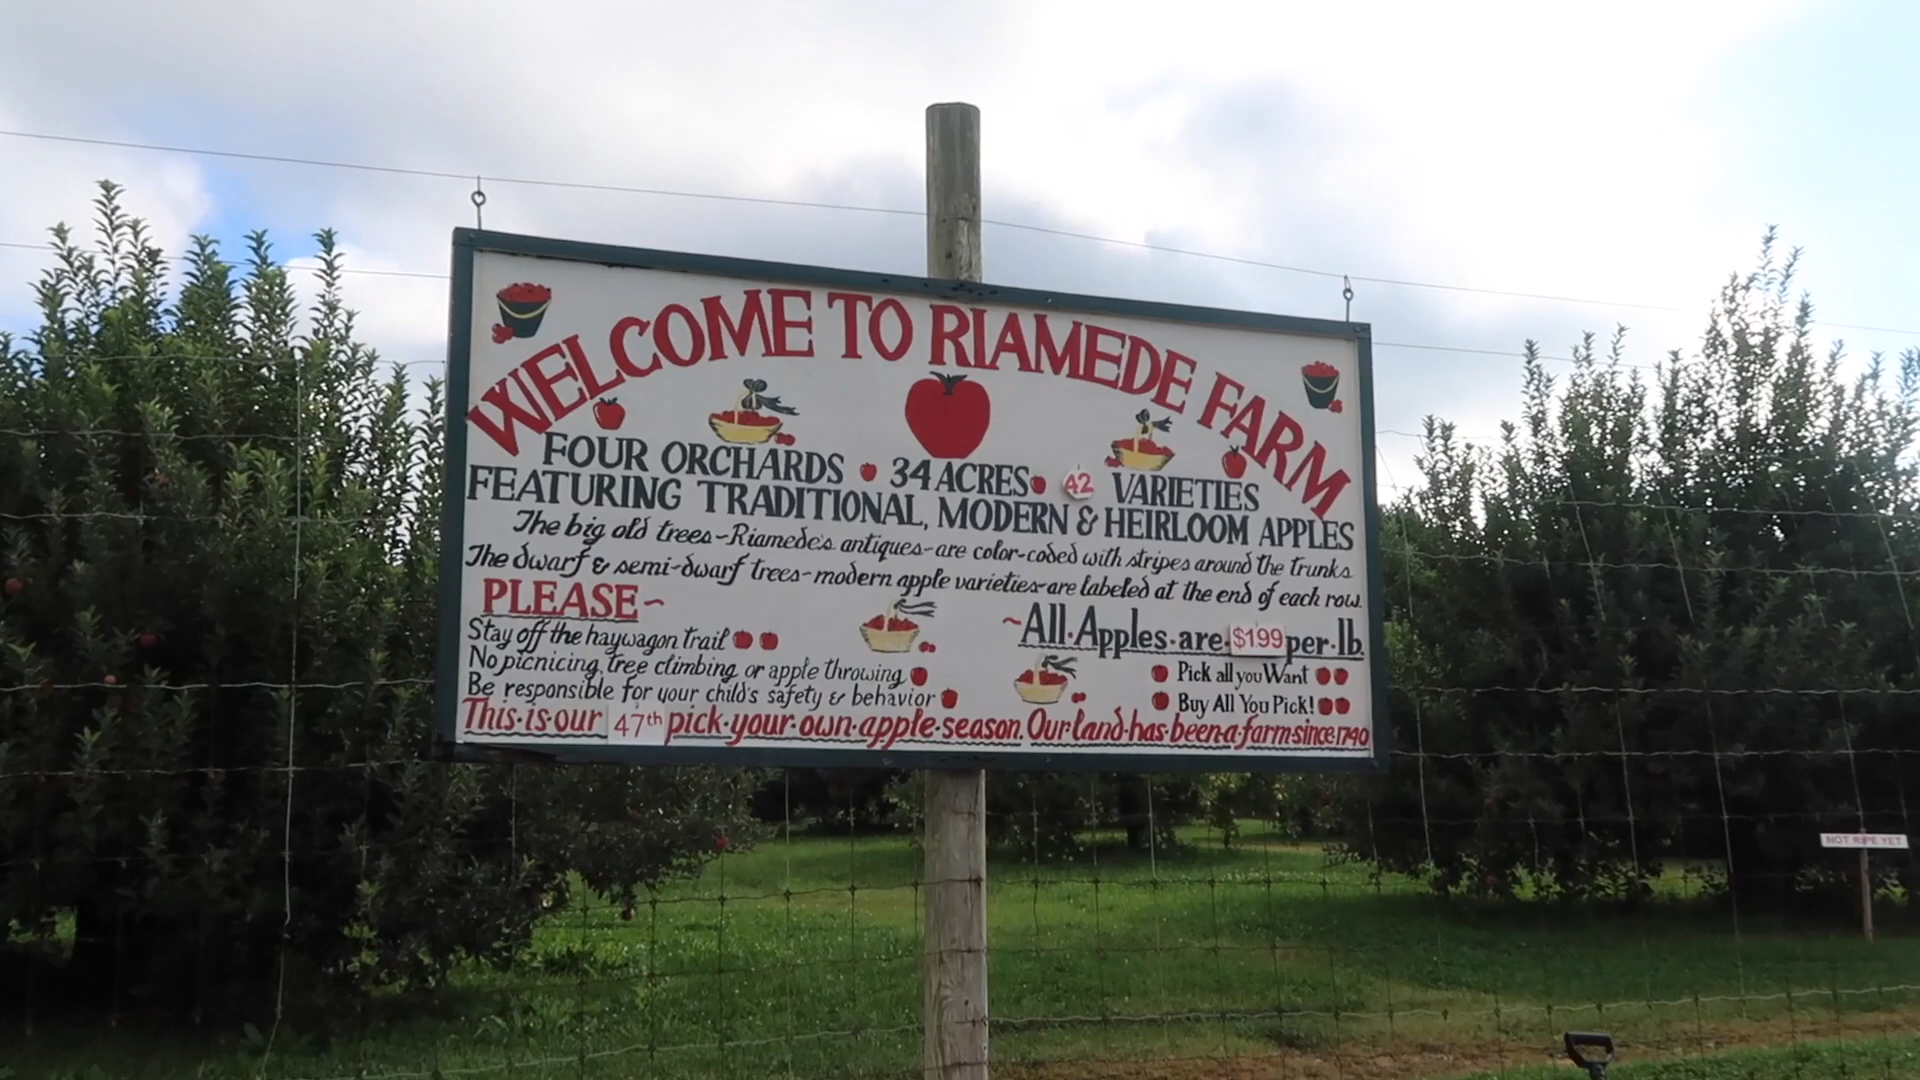 WELCOME TO RIAMEDE FARM
FOUR ORCHARDS 34 ACRES 42 VARIETIES
FEATURING TRADITIONAL, MODERN & HEIRLOOM APPLES
The big old trees~Riamede's antiques~are color-coded with stripes around the trunks
The dwarf & semi-dwarf trees~modern apple varieties~are labeled at the end of each row.
PLEASE~
Stay off the haywagon trail
No picnicing, tree climbing or apple throwing
Be responsible for your child's safety & behavior
~All·Apples·are·$199 per·lb.
Pick all you Want
Buy All You Pick!
This·is·our 47th pick·your·own·apple·season. Our·land·has·been·a·farm·since·1740
NOT RIPE YET